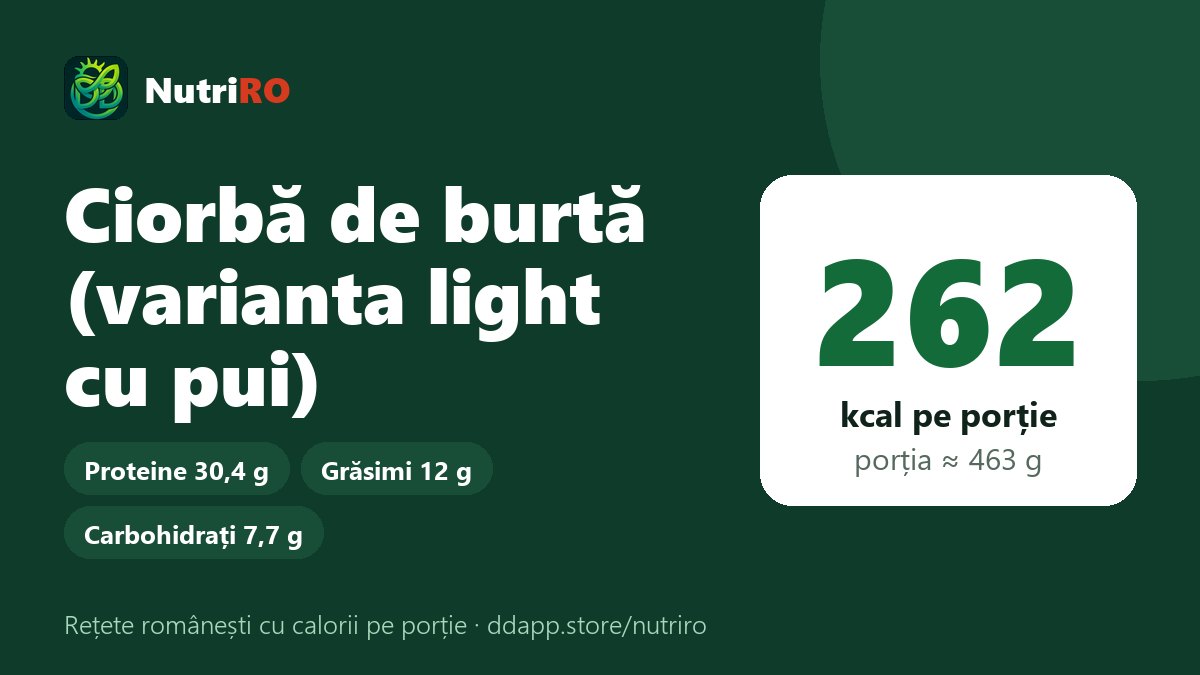 NutriRO
Ciorbă de burtă
(varianta light
cu pui)
Proteine 30,4 g
Grăsimi 12 g
Carbohidrați 7,7 g
262
kcal pe porție
porția ≈ 463 g
Rețete românești cu calorii pe porție · ddapp.store/nutriro